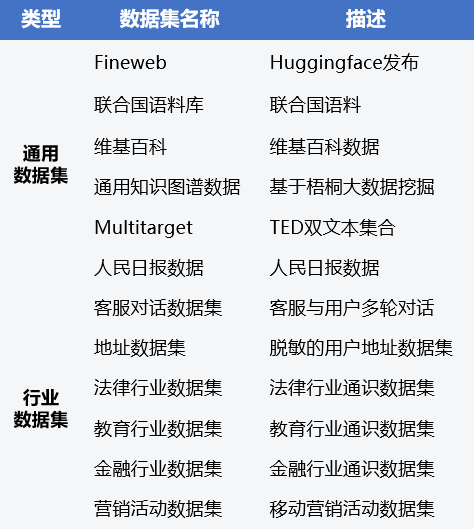 类型 数据集名称 描述
Fineweb Huggingface发布
联合国语料库 联合国语料
维基百科 维基百科数据
通用
数据集
通用知识图谱数据 基于梧桐大数据挖掘
Multitarget TED双文本集合
人民日报数据 人民日报数据
客服对话数据集 客服与用户多轮对话
地址数据集 脱敏的用户地址数据集
法律行业数据集 法律行业通识数据集
行业
数据集
教育行业数据集 教育行业通识数据集
金融行业数据集 金融行业通识数据集
营销活动数据集 移动营销活动数据集